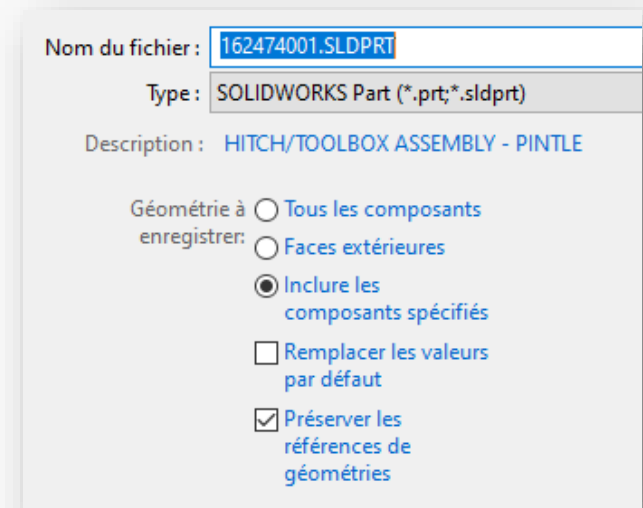 Nom du fichier : 162474001.SLDPRT
Type : SOLIDWORKS Part (*.prt;*.sldprt)
Description : HITCH/TOOLBOX ASSEMBLY - PINTLE
Géométrie à enregistrer:
Tous les composants
Faces extérieures
Inclure les
composants spécifiés
Remplacer les valeurs
par défaut
Préserver les
références de
géométries